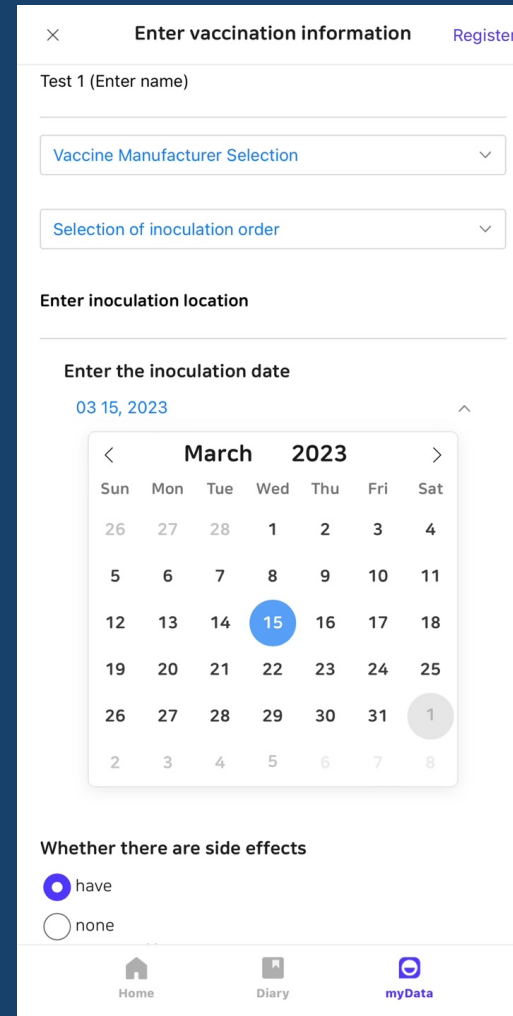 Enter vaccination information Register
Test 1 (Enter name)
Vaccine Manufacturer Selection
Selection of inoculation order
Enter inoculation location
Enter the inoculation date
03 15, 2023
March 2023
Sun Mon Tue Wed Thu Fri Sat
26 27 28 1 2 3 4
5 6 7 8 9 10 11
12 13 14 15 16 17 18
19 20 21 22 23 24 25
26 27 28 29 30 31 1
2 3 4 5 6 7 8
Whether there are side effects
have
none
Home Diary myData